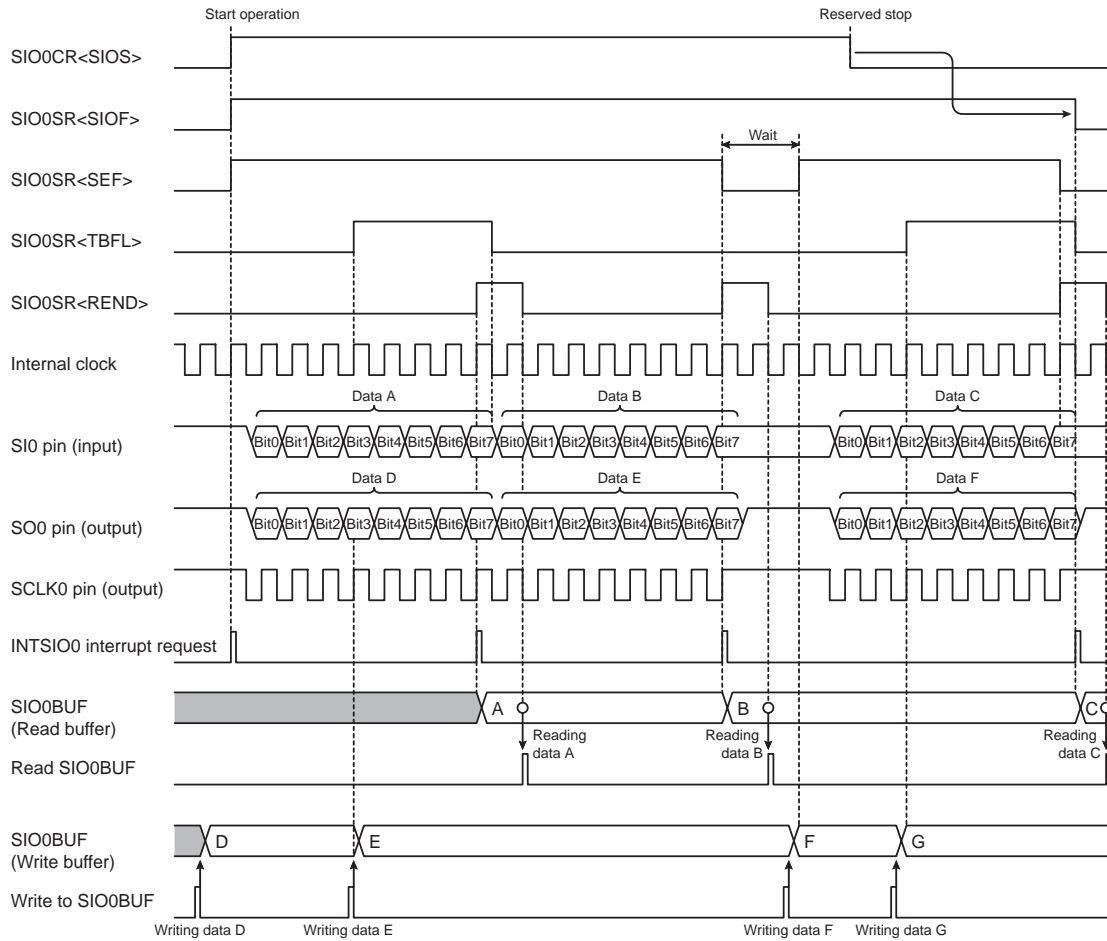 Start operation
Reserved stop
SIO0CR<SIOS>
SIO0SR<SIOF>
Wait
SIO0SR<SEF>
SIO0SR<TBFL>
SIO0SR<REND>
Internal clock
Data A
Data B
Data C
SI0 pin (input)
Bit0 Bit1 Bit2 Bit3 Bit4 Bit5 Bit6 Bit7 Bit0 Bit1 Bit2 Bit3 Bit4 Bit5 Bit6 Bit7 Bit0 Bit1 Bit2 Bit3 Bit4 Bit5 Bit6 Bit7
Data D
Data E
Data F
SO0 pin (output)
Bit0 Bit1 Bit2 Bit3 Bit4 Bit5 Bit6 Bit7 Bit0 Bit1 Bit2 Bit3 Bit4 Bit5 Bit6 Bit7 Bit0 Bit1 Bit2 Bit3 Bit4 Bit5 Bit6 Bit7
SCLK0 pin (output)
INTSIO0 interrupt request
SIO0BUF
(Read buffer)
A
B
C
Reading
data A
Reading
data B
Reading
data C
Read SIO0BUF
SIO0BUF
(Write buffer)
D
E
F
G
Write to SIO0BUF
Writing data D
Writing data E
Writing data F
Writing data G